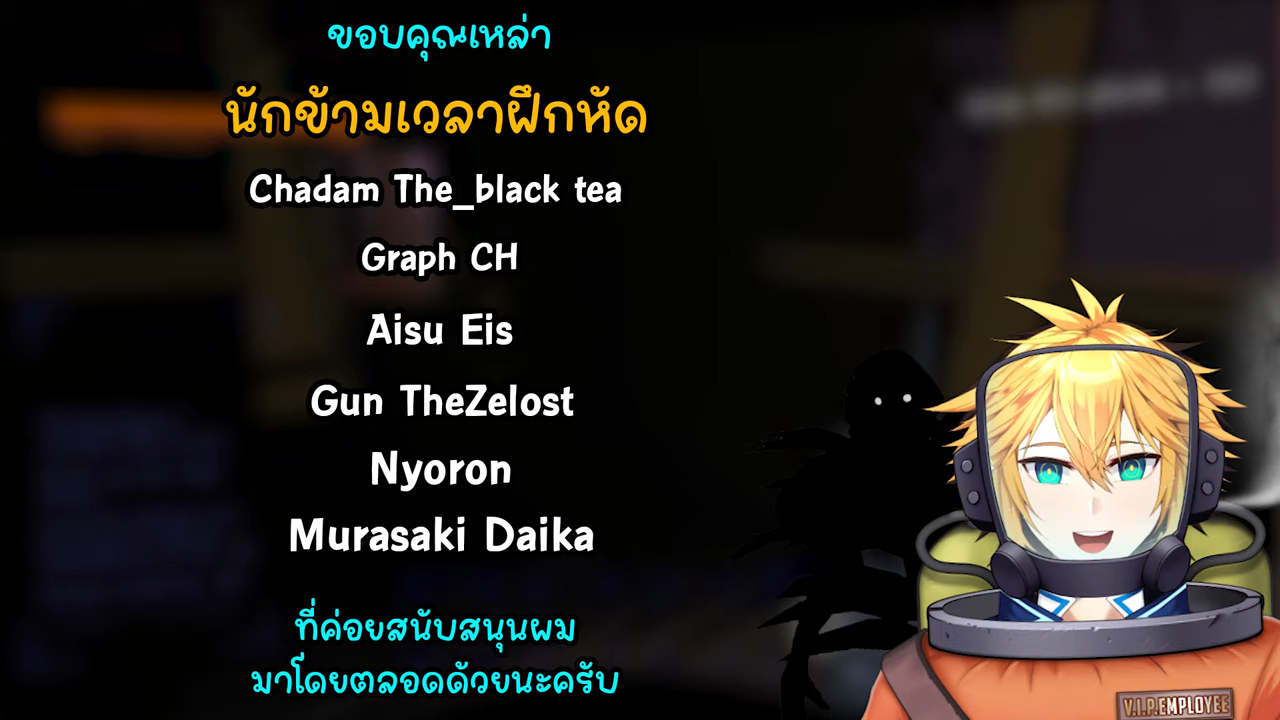 ขอบคุณเหล่า
นักข้ามเวลาฝึกหัด
Chadam The_black tea
Graph CH
Aisu Eis
Gun TheZelost
Nyoron
Murasaki Daika
ที่ค่อยสนับสนุนผม
มาโดยตลอดด้วยนะครับ
V.I.P.EMPLOYEE